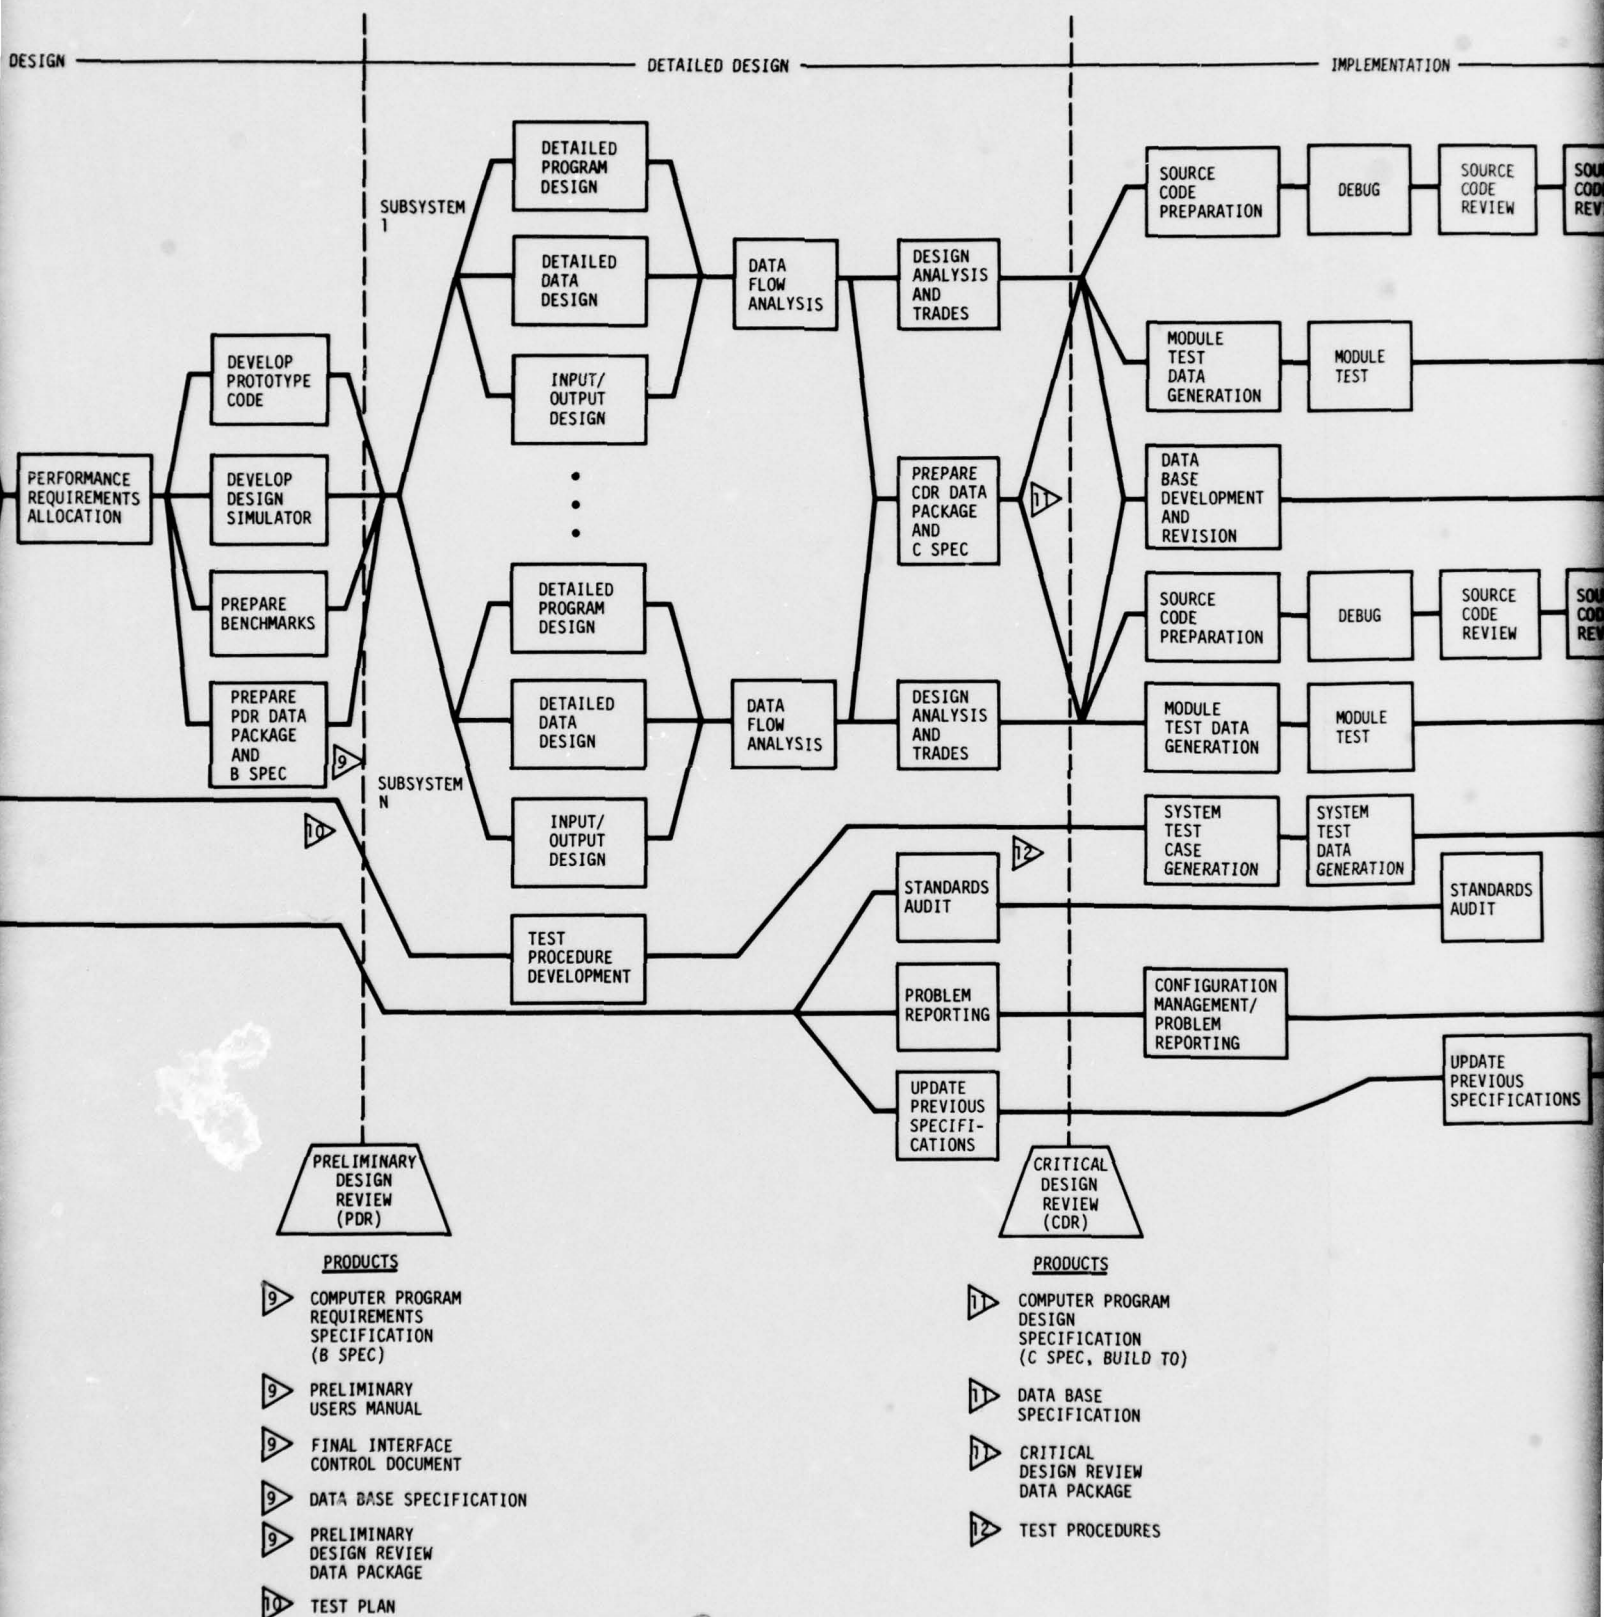 DESIGN
DETAILED DESIGN
IMPLEMENTATION
PERFORMANCE
REQUIREMENTS
ALLOCATION
DEVELOP
PROTOTYPE
CODE
DEVELOP
DESIGN
SIMULATOR
PREPARE
BENCHMARKS
PREPARE
PDR DATA
PACKAGE
AND
B SPEC
9
10
SUBSYSTEM
1
DETAILED
PROGRAM
DESIGN
DETAILED
DATA
DESIGN
INPUT/
OUTPUT
DESIGN
DATA
FLOW
ANALYSIS
DESIGN
ANALYSIS
AND
TRADES
SUBSYSTEM
N
DETAILED
PROGRAM
DESIGN
DETAILED
DATA
DESIGN
INPUT/
OUTPUT
DESIGN
DATA
FLOW
ANALYSIS
DESIGN
ANALYSIS
AND
TRADES
PREPARE
CDR DATA
PACKAGE
AND
C SPEC
11
TEST
PROCEDURE
DEVELOPMENT
12
STANDARDS
AUDIT
PROBLEM
REPORTING
UPDATE
PREVIOUS
SPECIFI-
CATIONS
SOURCE
CODE
PREPARATION
DEBUG
SOURCE
CODE
REVIEW
MODULE
TEST
DATA
GENERATION
MODULE
TEST
DATA
BASE
DEVELOPMENT
AND
REVISION
SOURCE
CODE
PREPARATION
DEBUG
SOURCE
CODE
REVIEW
MODULE
TEST DATA
GENERATION
MODULE
TEST
SYSTEM
TEST
CASE
GENERATION
SYSTEM
TEST
DATA
GENERATION
STANDARDS
AUDIT
CONFIGURATION
MANAGEMENT/
PROBLEM
REPORTING
UPDATE
PREVIOUS
SPECIFICATIONS
PRELIMINARY
DESIGN
REVIEW
(PDR)
PRODUCTS
9 COMPUTER PROGRAM
REQUIREMENTS
SPECIFICATION
(B SPEC)
9 PRELIMINARY
USERS MANUAL
9 FINAL INTERFACE
CONTROL DOCUMENT
9 DATA BASE SPECIFICATION
9 PRELIMINARY
DESIGN REVIEW
DATA PACKAGE
10 TEST PLAN
CRITICAL
DESIGN
REVIEW
(CDR)
PRODUCTS
11 COMPUTER PROGRAM
DESIGN
SPECIFICATION
(C SPEC, BUILD TO)
11 DATA BASE
SPECIFICATION
11 CRITICAL
DESIGN REVIEW
DATA PACKAGE
12 TEST PROCEDURES